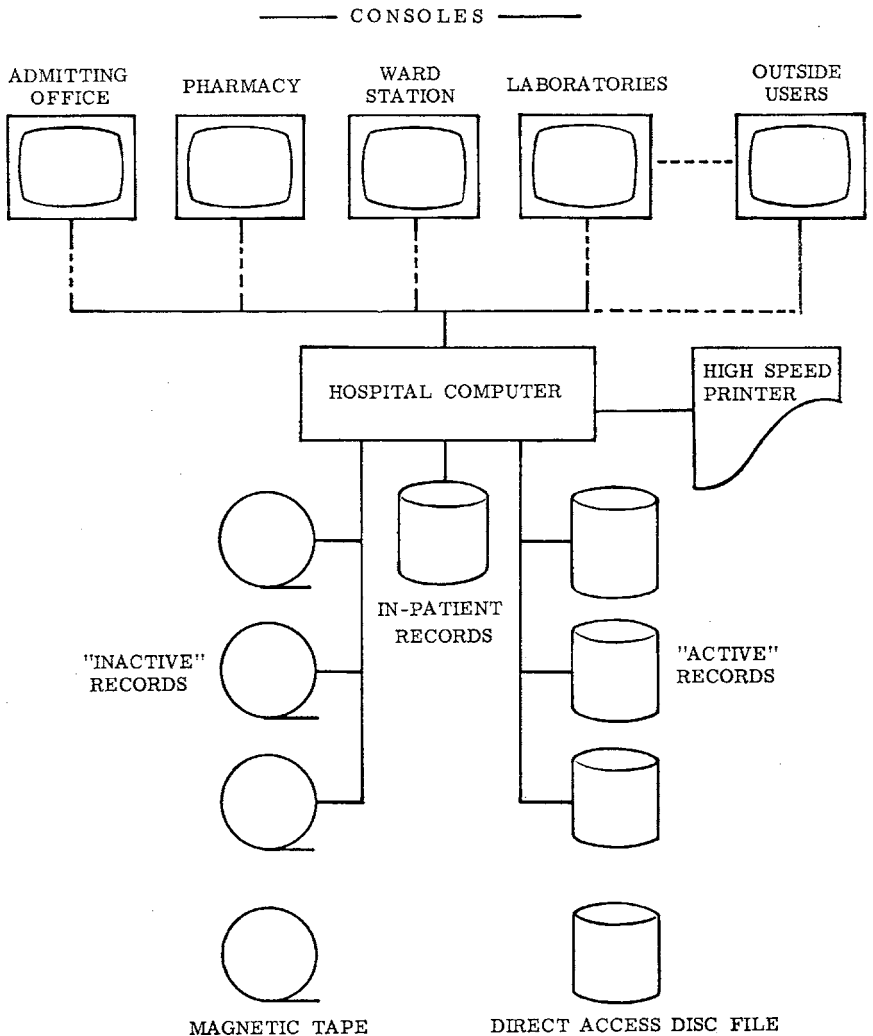 CONSOLES
ADMITTING
OFFICE
PHARMACY
WARD
STATION
LABORATORIES
OUTSIDE
USERS
HOSPITAL COMPUTER
HIGH SPEED
PRINTER
IN-PATIENT
RECORDS
"INACTIVE"
RECORDS
"ACTIVE"
RECORDS
MAGNETIC TAPE
DIRECT ACCESS DISC FILE